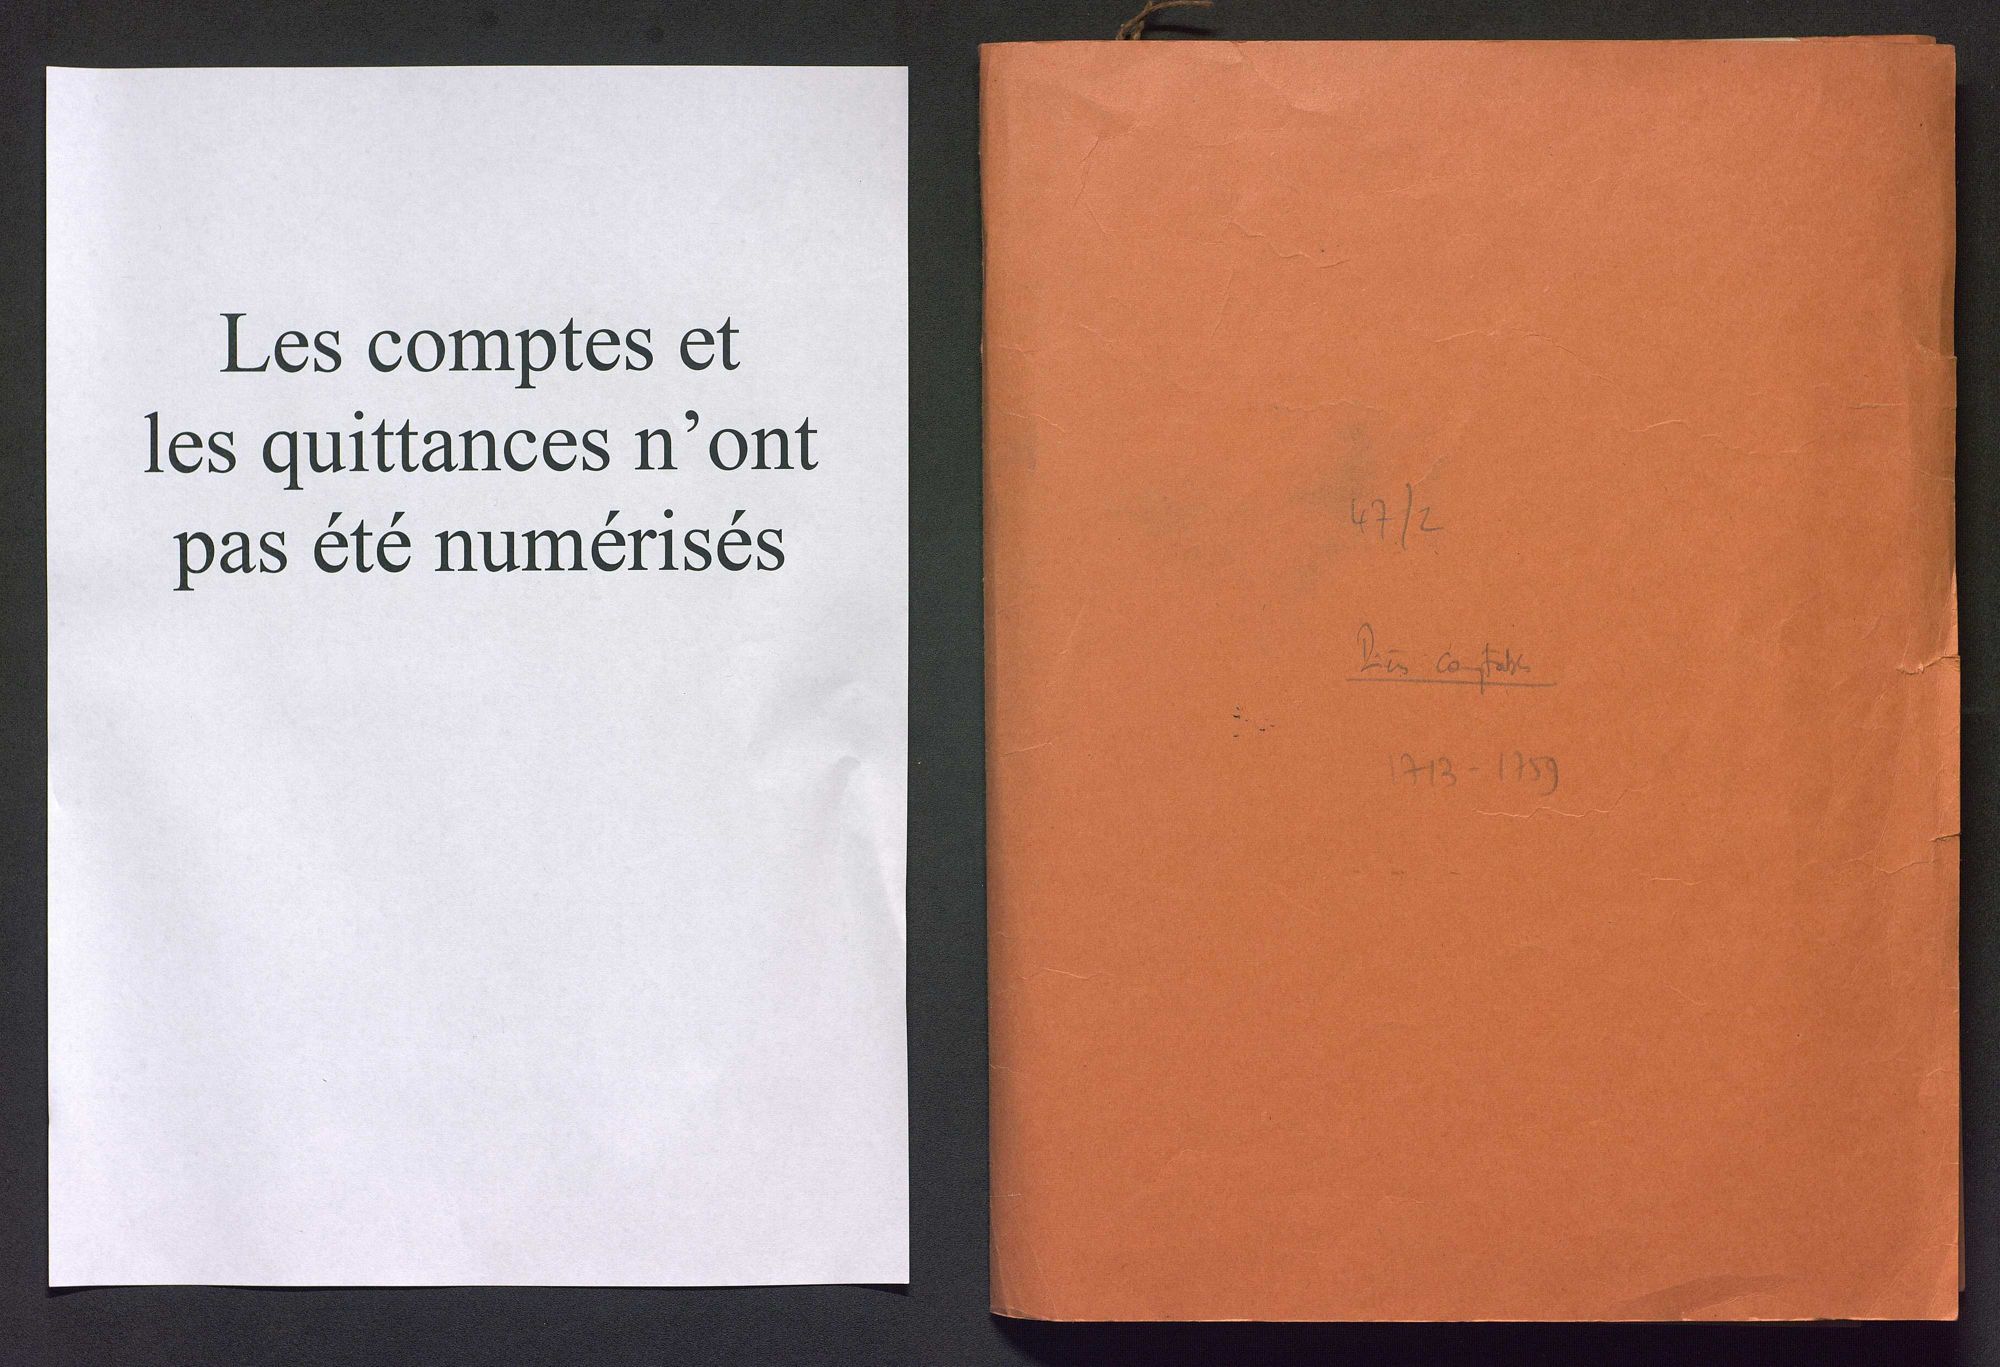 Les comptes et
les quittances n’ont
pas été numérisés
47/2
Pièces comptables
1713 - 1759